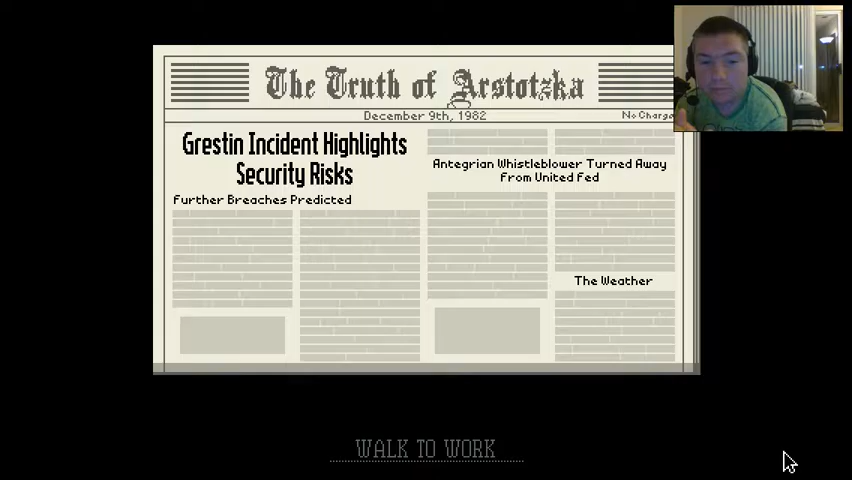 The Truth of Arstotzka
December 9th, 1982
No Charge
Grestin Incident Highlights
Security Risks
Further Breaches Predicted
Antegrian Whistleblower Turned Away
From United Fed
The Weather
WALK TO WORK